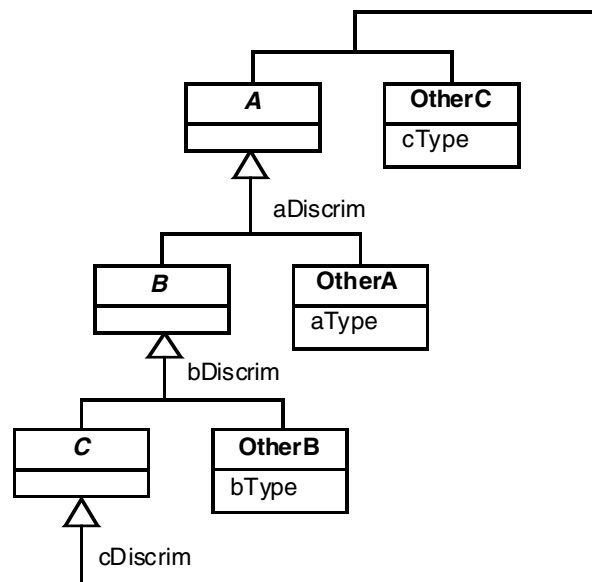 A
OtherC
cType
aDiscrim
B
OtherA
aType
bDiscrim
C
OtherB
bType
cDiscrim